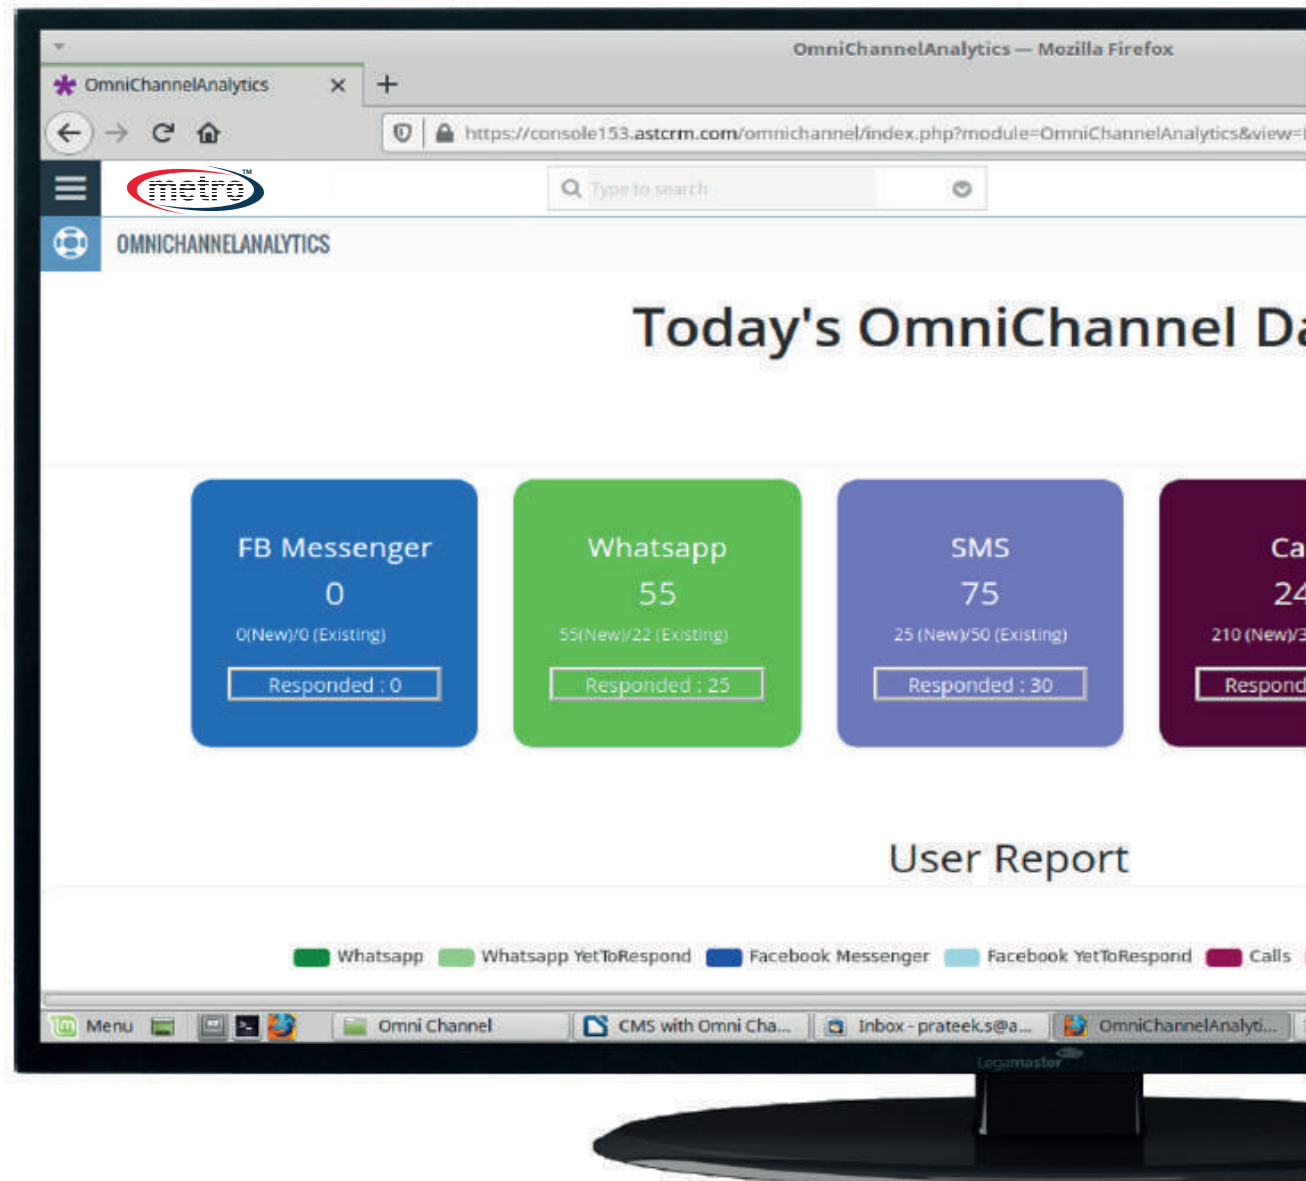 OmniChannelAnalytics — Mozilla Firefox
OmniChannelAnalytics
https://console153.astcrm.com/omnichannel/index.php?module=OmniChannelAnalytics&view=
metro™
Type to search
OMNICHANNELANALYTICS
Today's OmniChannel Da
FB Messenger
0
0(New)/0 (Existing)
Responded : 0
Whatsapp
55
55(New)/22 (Existing)
Responded : 25
SMS
75
25 (New)/50 (Existing)
Responded : 30
Ca
24
210 (New)/3
Respond
User Report
Whatsapp Whatsapp YetToRespond Facebook Messenger Facebook YetToRespond Calls
Menu Omni Channel CMS with Omni Cha... Inbox - prateek.s@a... OmniChannelAnalyti...
Legamaster